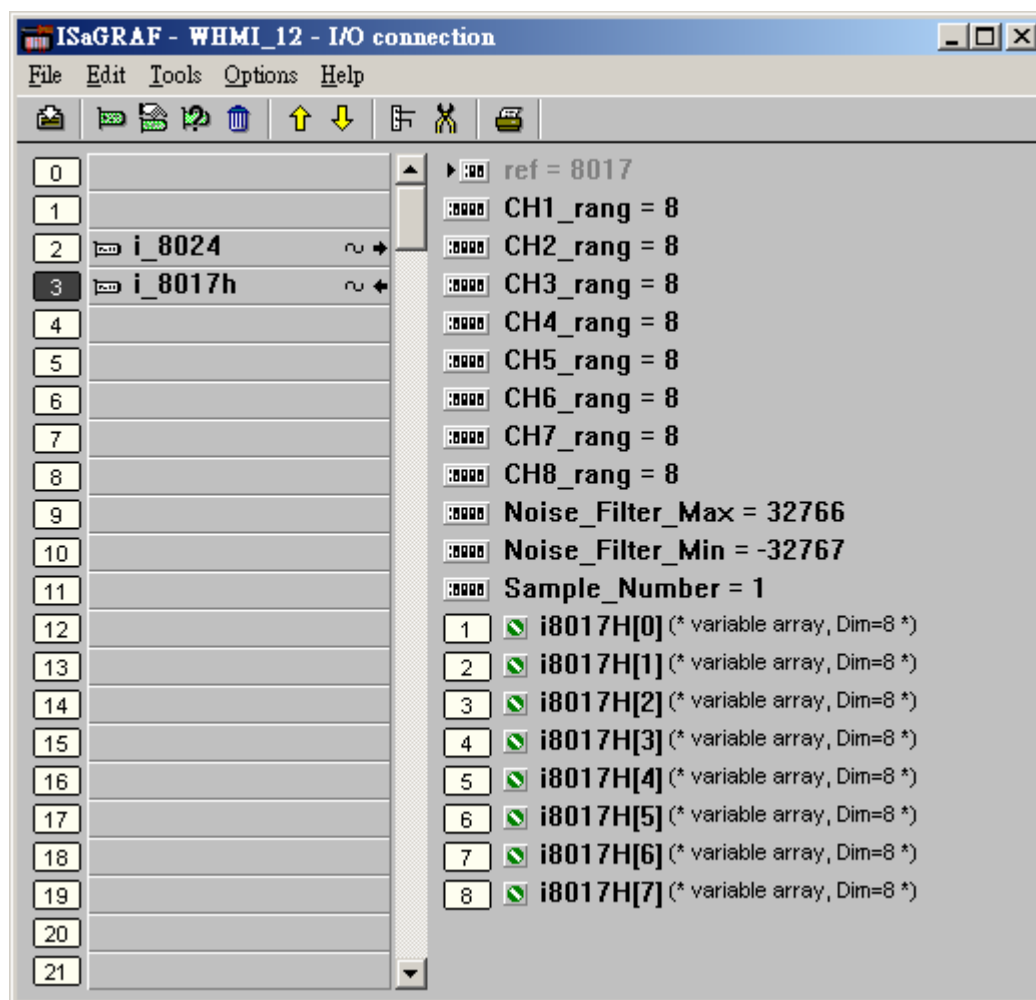 ISaGRAF - WHMI_12 - I/O connection
File Edit Tools Options Help
0
1
2 i_8024
3 i_8017h
4
5
6
7
8
9
10
11
12
13
14
15
16
17
18
19
20
21
ref = 8017
CH1_rang = 8
CH2_rang = 8
CH3_rang = 8
CH4_rang = 8
CH5_rang = 8
CH6_rang = 8
CH7_rang = 8
CH8_rang = 8
Noise_Filter_Max = 32766
Noise_Filter_Min = -32767
Sample_Number = 1
1 i8017H[0] (* variable array, Dim=8 *)
2 i8017H[1] (* variable array, Dim=8 *)
3 i8017H[2] (* variable array, Dim=8 *)
4 i8017H[3] (* variable array, Dim=8 *)
5 i8017H[4] (* variable array, Dim=8 *)
6 i8017H[5] (* variable array, Dim=8 *)
7 i8017H[6] (* variable array, Dim=8 *)
8 i8017H[7] (* variable array, Dim=8 *)